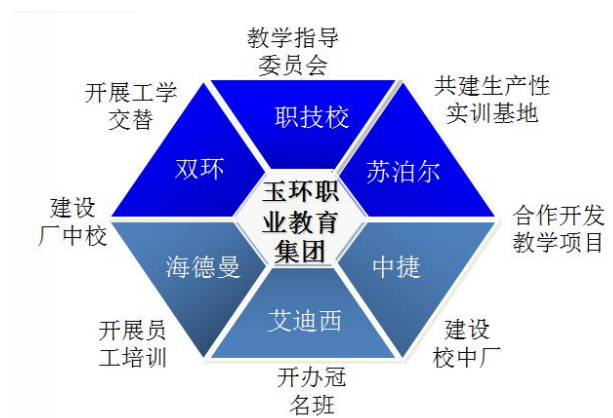 教学指导
委员会
开展工学
交替
共建生产性
实训基地
职技校
双环
苏泊尔
玉环职
业教育
集团
建设
厂中校
合作开发
教学项目
海德曼
中捷
艾迪西
开展员
工培训
建设
校中厂
开办冠
名班